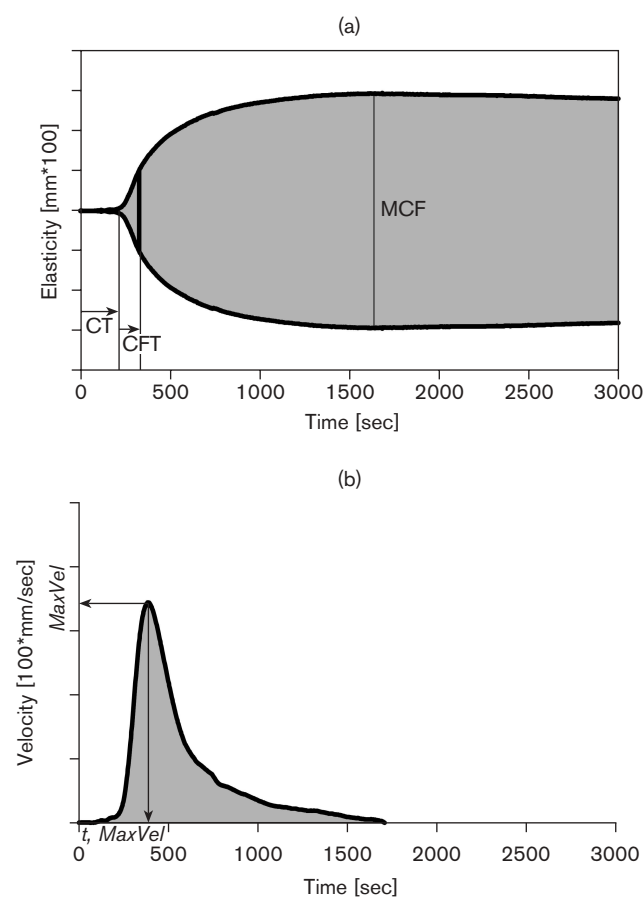 (a)
Elasticity [mm*100]
MCF
CT
CFT
0 500 1000 1500 2000 2500 3000
Time [sec]
(b)
Velocity [100*mm/sec]
MaxVel
t, MaxVel
0 500 1000 1500 2000 2500 3000
Time [sec]